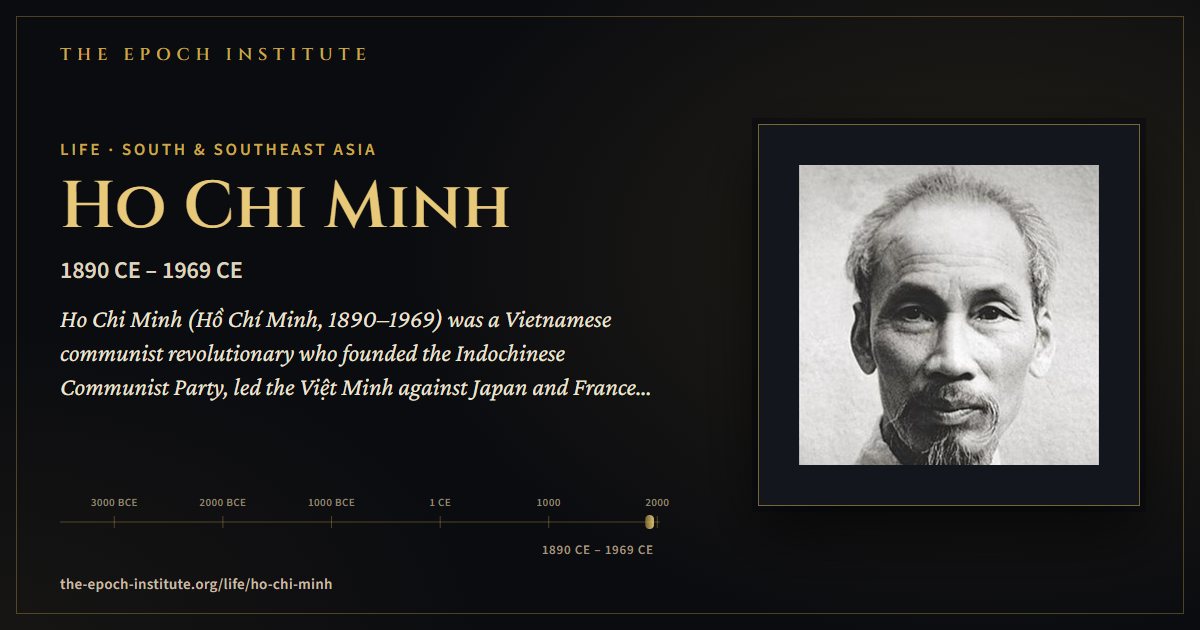 THE EPOCH INSTITUTE
LIFE · SOUTH & SOUTHEAST ASIA
HO CHI MINH
1890 CE – 1969 CE
Ho Chi Minh (Hồ Chí Minh, 1890–1969) was a Vietnamese
communist revolutionary who founded the Indochinese
Communist Party, led the Việt Minh against Japan and France...
3000 BCE 2000 BCE 1000 BCE 1 CE 1000 2000
1890 CE – 1969 CE
the-epoch-institute.org/life/ho-chi-minh